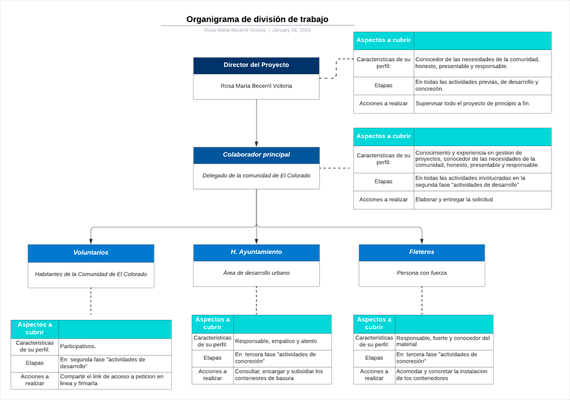 Organigrama de división de trabajo
Rosa María Becerril Victoria | January 26, 2024
Director del Proyecto
Rosa María Becerril Vcitoria
Aspectos a cubrir
Caracteristicas de su
perfil:
Conocedor de las necesidades de la comunidad,
honesto, presentable y responsable.
Etapas
En todas las actividades previas, de desarrollo y
concrecón.
Acciones a realizar
Supervisar todo el proyecto de principio a fin.
Colaborador principal
Delegado de la comunidad de El Colorado
Aspectos a cubrir
Caracteristicas de su
perfil:
Conocimiento y experiencia en gestion de
proyectos, conocedor de las necesidades de la
comunidad, honesto, presentable y responsable.
Etapas
En todas las actividades involucradas en la
segunda fase "actividades de desarrollo"
Acciones a realizar
Elaborar y entregar la solicitud
Voluntarios
Habitantes de la Comunidad de El Colorado
H. Ayuntamiento
Área de desarrollo urbano
Fleteros
Persona con fuerza
Aspectos a
cubrir
Caracteristicas
de su perfil:
Participativos,
Etapas
En segunda fase "actividades de
desarrollo"
Acciones a
realizar
Compartir el link de acceso a peticion en
linea y firmarla
Aspectos a
cubrir
Caracteristicas
de su perfil:
Responsable, empatico y atento
Etapas
En tercera fase "actividades de
concreción"
Acciones a
realizar
Consultar, encargar y subsidiar los
conteneores de basura
Aspectos a
cubrir
Caracteristicas
de su perfil:
Responsable, fuerte y conocedor del
material
Etapas
En tercera fase "actividades de
concreción"
Acciones a
realizar
Acomodar y concretar la instalacion
de los contenedores